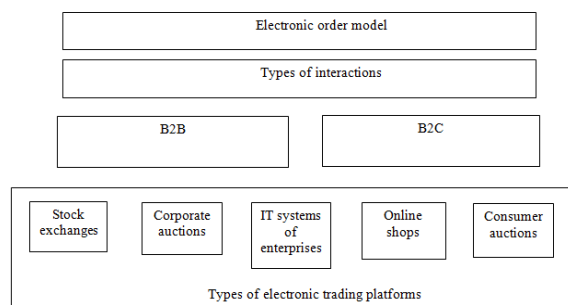 Electronic order model
Types of interactions
B2B
B2C
Stock
exchanges
Corporate
auctions
IT systems
of
enterprises
Online
shops
Consumer
auctions
Types of electronic trading platforms